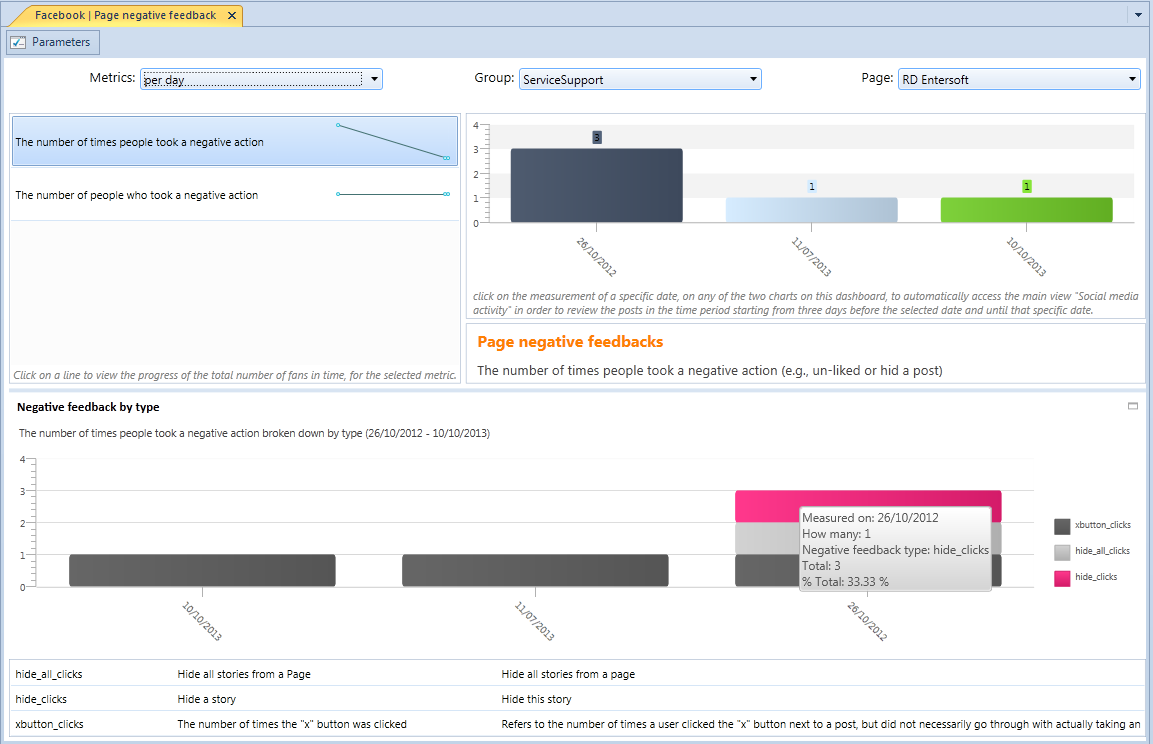 Facebook | Page negative feedback
Parameters
Metrics: per day
Group: ServiceSupport
Page: RD Entersoft
The number of times people took a negative action
The number of people who took a negative action
Click on a line to view the progress of the total number of fans in time, for the selected metric.
4
3
2
1
0
3
1
1
26/10/2012
11/07/2013
10/10/2013
click on the measurement of a specific date, on any of the two charts on this dashboard, to automatically access the main view "Social media
activity" in order to review the posts in the time period starting from three days before the selected date and until that specific date.
Page negative feedbacks
The number of times people took a negative action (e.g., un-liked or hid a post)
Negative feedback by type
The number of times people took a negative action broken down by type (26/10/2012 - 10/10/2013)
4
3
2
1
0
Measured on: 26/10/2012
How many: 1
Negative feedback type: hide_clicks
Total: 3
% Total: 33.33 %
10/10/2013
11/07/2013
26/10/2012
xbutton_clicks
hide_all_clicks
hide_clicks
hide_all_clicks Hide all stories from a Page Hide all stories from a page
hide_clicks Hide a story Hide this story
xbutton_clicks The number of times the "x" button was clicked Refers to the number of times a user clicked the "x" button next to a post, but did not necessarily go through with actually taking an